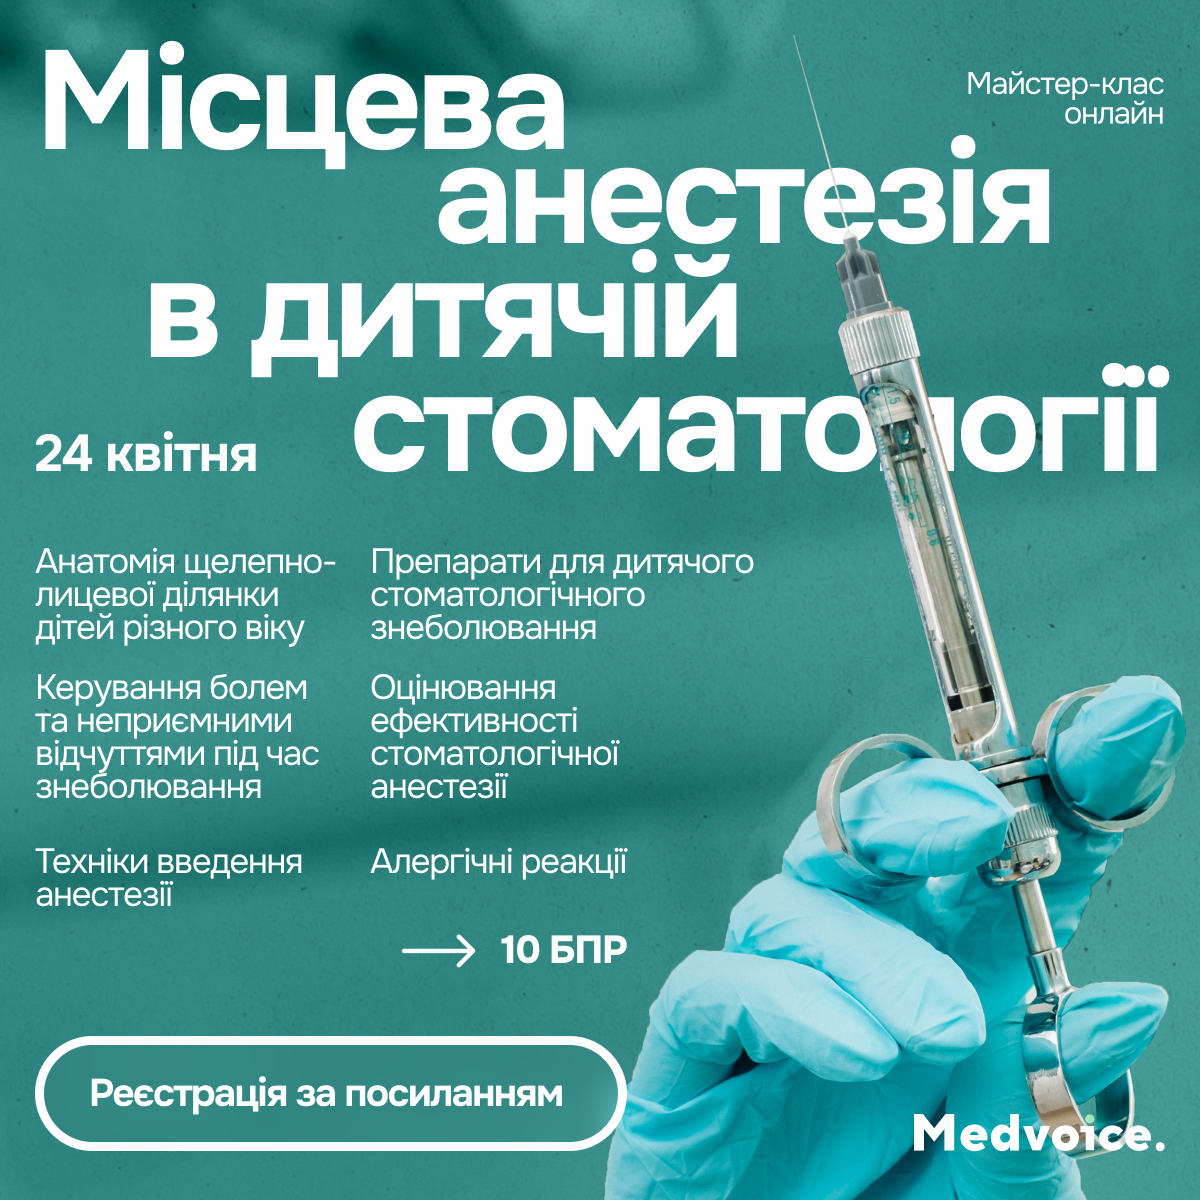 Місцева
Майстер-клас
онлайн
анестезія
в дитячій
стоматології
24 квітня
Анатомія щелепно-
лицевої ділянки
дітей різного віку
Препарати для дитячого
стоматологічного
знеболювання
Керування болем
та неприємними
відчуттями під час
знеболювання
Оцінювання
ефективності
стоматологічної
анестезії
Техніки введення
анестезії
Алергічні реакції
10 БПР
Реєстрація за посиланням
Medvoice.